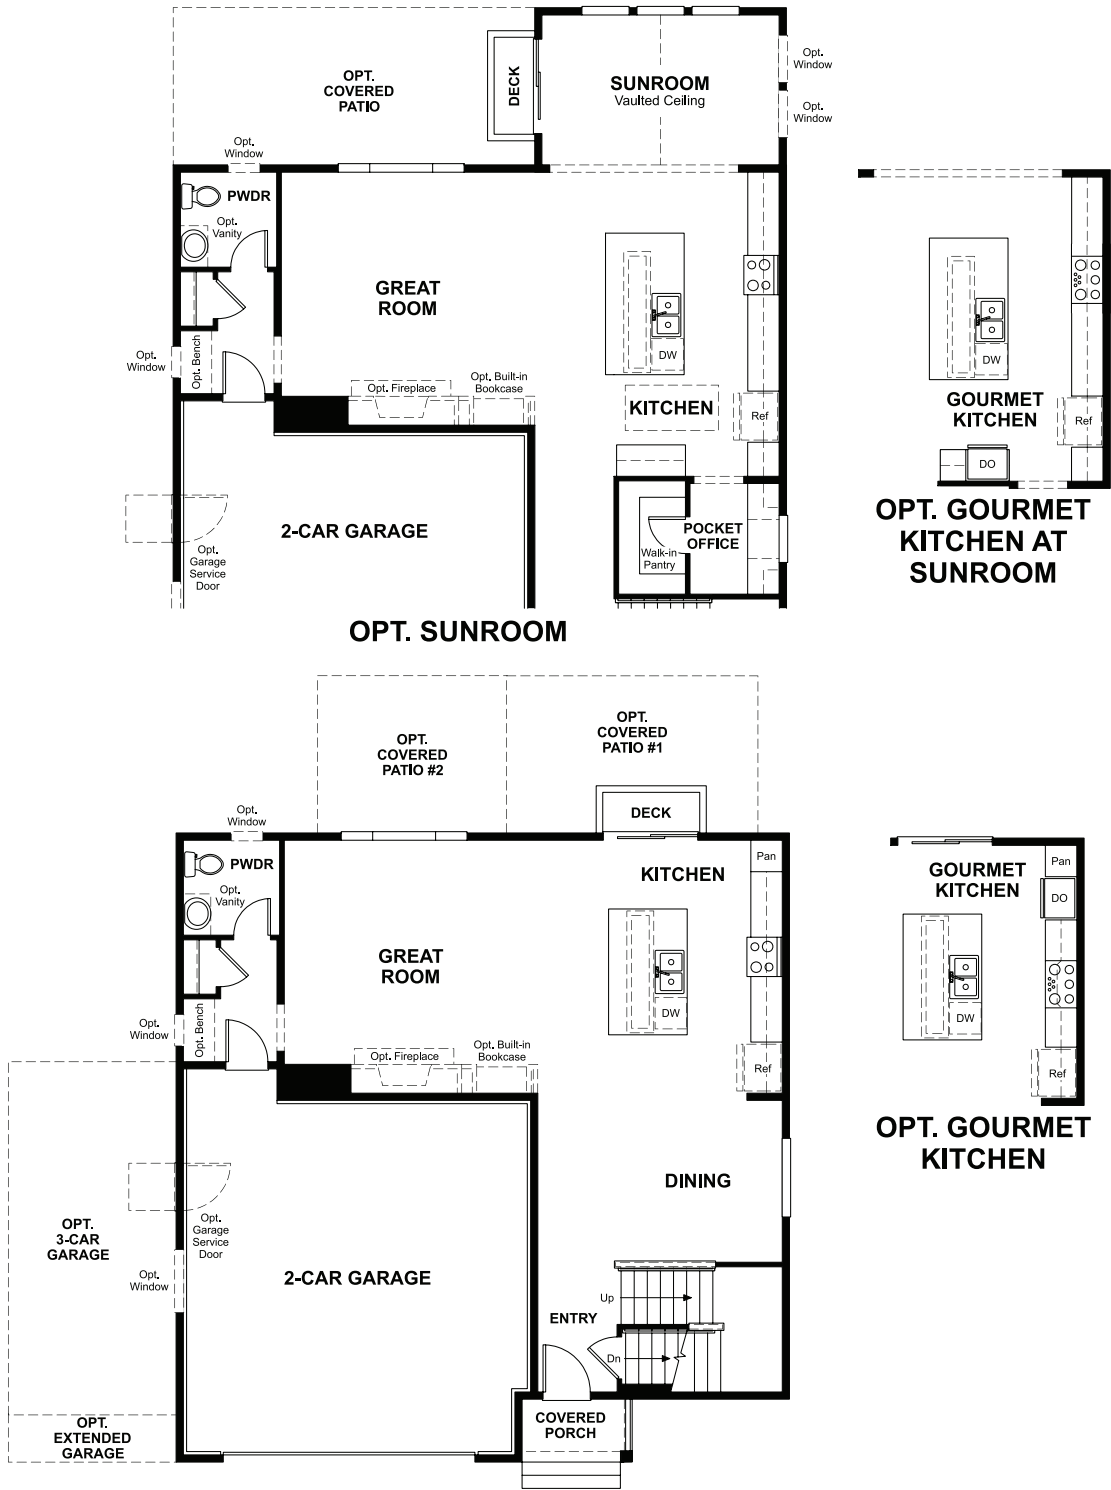 OPT.
COVERED
PATIO
DECK
SUNROOM
Vaulted Ceiling
Opt.
Window
Opt.
Window
Opt.
Window
PWDR
Opt.
Vanity
GREAT
ROOM
DW
Opt.
Window
Opt. Bench
Opt. Fireplace
Opt. Built-in
Bookcase
KITCHEN
Ref
2-CAR GARAGE
Opt.
Garage
Service
Door
Walk-in
Pantry
POCKET
OFFICE
OPT. SUNROOM
DW
GOURMET
KITCHEN
Ref
DO
OPT. GOURMET
KITCHEN AT
SUNROOM
OPT.
COVERED
PATIO #2
OPT.
COVERED
PATIO #1
DECK
Opt.
Window
PWDR
Opt.
Vanity
KITCHEN
Pan
GREAT
ROOM
DW
Opt.
Window
Opt. Bench
Opt. Fireplace
Opt. Built-in
Bookcase
Ref
DINING
OPT.
3-CAR
GARAGE
Opt.
Garage
Service
Door
Opt.
Window
2-CAR GARAGE
Up
ENTRY
Dn
COVERED
PORCH
OPT.
EXTENDED
GARAGE
GOURMET
KITCHEN
Pan
DO
DW
Ref
OPT. GOURMET
KITCHEN